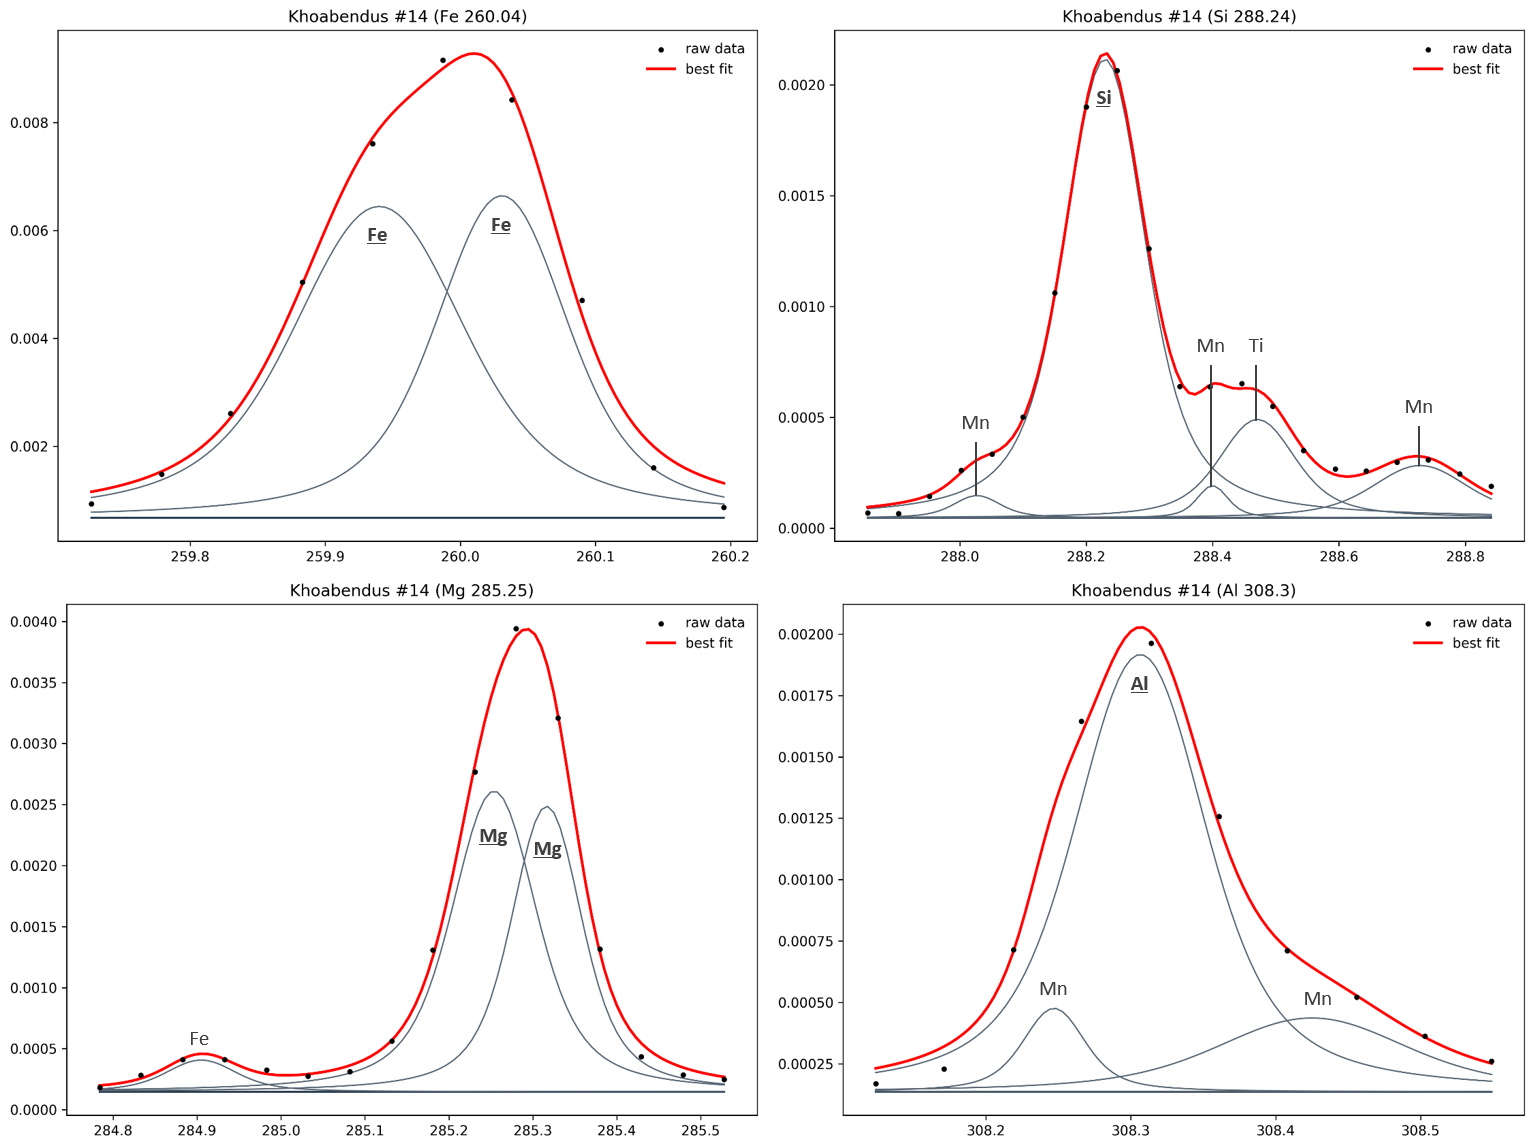 Khoabendus #14 (Fe 260.04)
raw data
best fit
Fe
Fe
0.008
0.006
0.004
0.002
259.8 259.9 260.0 260.1 260.2
Khoabendus #14 (Si 288.24)
raw data
best fit
Si
Mn
Mn Ti
Mn
0.0020
0.0015
0.0010
0.0005
0.0000
288.0 288.2 288.4 288.6 288.8
Khoabendus #14 (Mg 285.25)
raw data
best fit
Mg
Mg
Fe
0.0040
0.0035
0.0030
0.0025
0.0020
0.0015
0.0010
0.0005
0.0000
284.8 284.9 285.0 285.1 285.2 285.3 285.4 285.5
Khoabendus #14 (Al 308.3)
raw data
best fit
Al
Mn
Mn
0.00200
0.00175
0.00150
0.00125
0.00100
0.00075
0.00050
0.00025
308.2 308.3 308.4 308.5